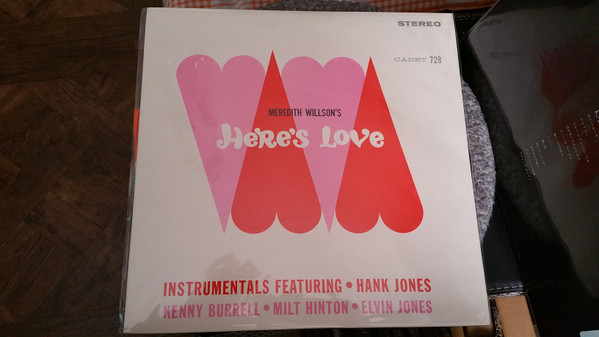 STEREO
CADET 728
MEREDITH WILLSON'S
Here's Love
INSTRUMENTALS FEATURING • HANK JONES
KENNY BURRELL • MILT HINTON • ELVIN JONES